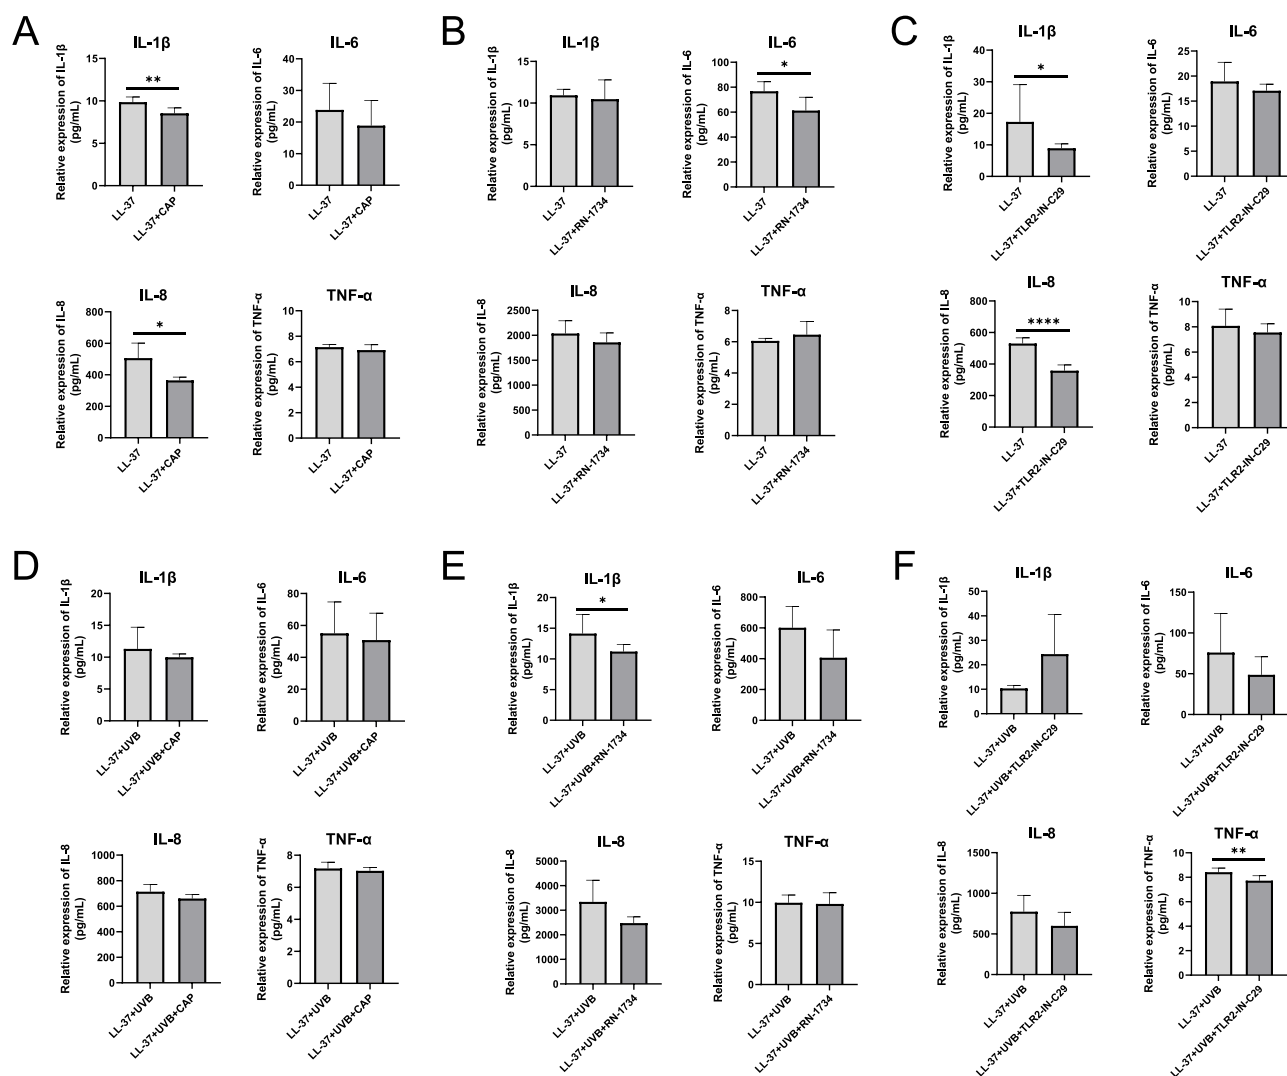 A
IL-1β
Relative expression of IL-1β
(pg/mL)
15
10
5
0
**
LL-37
LL-37+CAP
IL-6
Relative expression of IL-6
(pg/mL)
60
40
20
0
LL-37
LL-37+CAP
IL-8
Relative expression of IL-8
(pg/mL)
800
600
400
200
0
*
LL-37
LL-37+CAP
TNF-α
Relative expression of TNF-α
(pg/mL)
10
8
6
4
2
0
LL-37
LL-37+CAP
B
IL-1β
Relative expression of IL-1β
(pg/mL)
15
10
5
0
LL-37
LL-37+RN-1734
IL-6
Relative expression of IL-6
(pg/mL)
100
80
60
40
20
0
*
LL-37
LL-37+RN-1734
IL-8
Relative expression of IL-8
(pg/mL)
2500
2000
1500
1000
500
0
LL-37
LL-37+RN-1734
TNF-α
Relative expression of TNF-α
(pg/mL)
8
6
4
2
0
LL-37
LL-37+RN-1734
C
IL-1β
Relative expression of IL-1β
(pg/mL)
40
30
20
10
0
*
LL-37
LL-37+TLR2-IN-C29
IL-6
Relative expression of IL-6
(pg/mL)
25
20
15
10
5
0
LL-37
LL-37+TLR2-IN-C29
IL-8
Relative expression of IL-8
(pg/mL)
800
600
400
200
0
****
LL-37
LL-37+TLR2-IN-C29
TNF-α
Relative expression of TNF-α
(pg/mL)
10
8
6
4
2
0
LL-37
LL-37+TLR2-IN-C29
D
IL-1β
Relative expression of IL-1β
(pg/mL)
20
15
10
5
0
LL-37+UVB
LL-37+UVB+CAP
IL-6
Relative expression of IL-6
(pg/mL)
80
60
40
20
0
LL-37+UVB
LL-37+UVB+CAP
IL-8
Relative expression of IL-8
(pg/mL)
1000
800
600
400
200
0
LL-37+UVB
LL-37+UVB+CAP
TNF-α
Relative expression of TNF-α
(pg/mL)
8
6
4
2
0
LL-37+UVB
LL-37+UVB+CAP
E
IL-1β
Relative expression of IL-1β
(pg/mL)
20
15
10
5
0
*
LL-37+UVB
LL-37+UVB+RN-1734
IL-6
Relative expression of IL-6
(pg/mL)
1000
800
600
400
200
0
LL-37+UVB
LL-37+UVB+RN-1734
IL-8
Relative expression of IL-8
(pg/mL)
5000
4000
3000
2000
1000
0
LL-37+UVB
LL-37+UVB+RN-1734
TNF-α
Relative expression of TNF-α
(pg/mL)
15
10
5
0
LL-37+UVB
LL-37+UVB+RN-1734
F
IL-1β
Relative expression of IL-1β
(pg/mL)
50
40
30
20
10
0
LL-37+UVB
LL-37+UVB+TLR2-IN-C29
IL-6
Relative expression of IL-6
(pg/mL)
150
100
50
0
LL-37+UVB
LL-37+UVB+TLR2-IN-C29
IL-8
Relative expression of IL-8
(pg/mL)
1500
1000
500
0
LL-37+UVB
LL-37+UVB+TLR2-IN-C29
TNF-α
Relative expression of TNF-α
(pg/mL)
10
8
6
4
2
0
**
LL-37+UVB
LL-37+UVB+TLR2-IN-C29